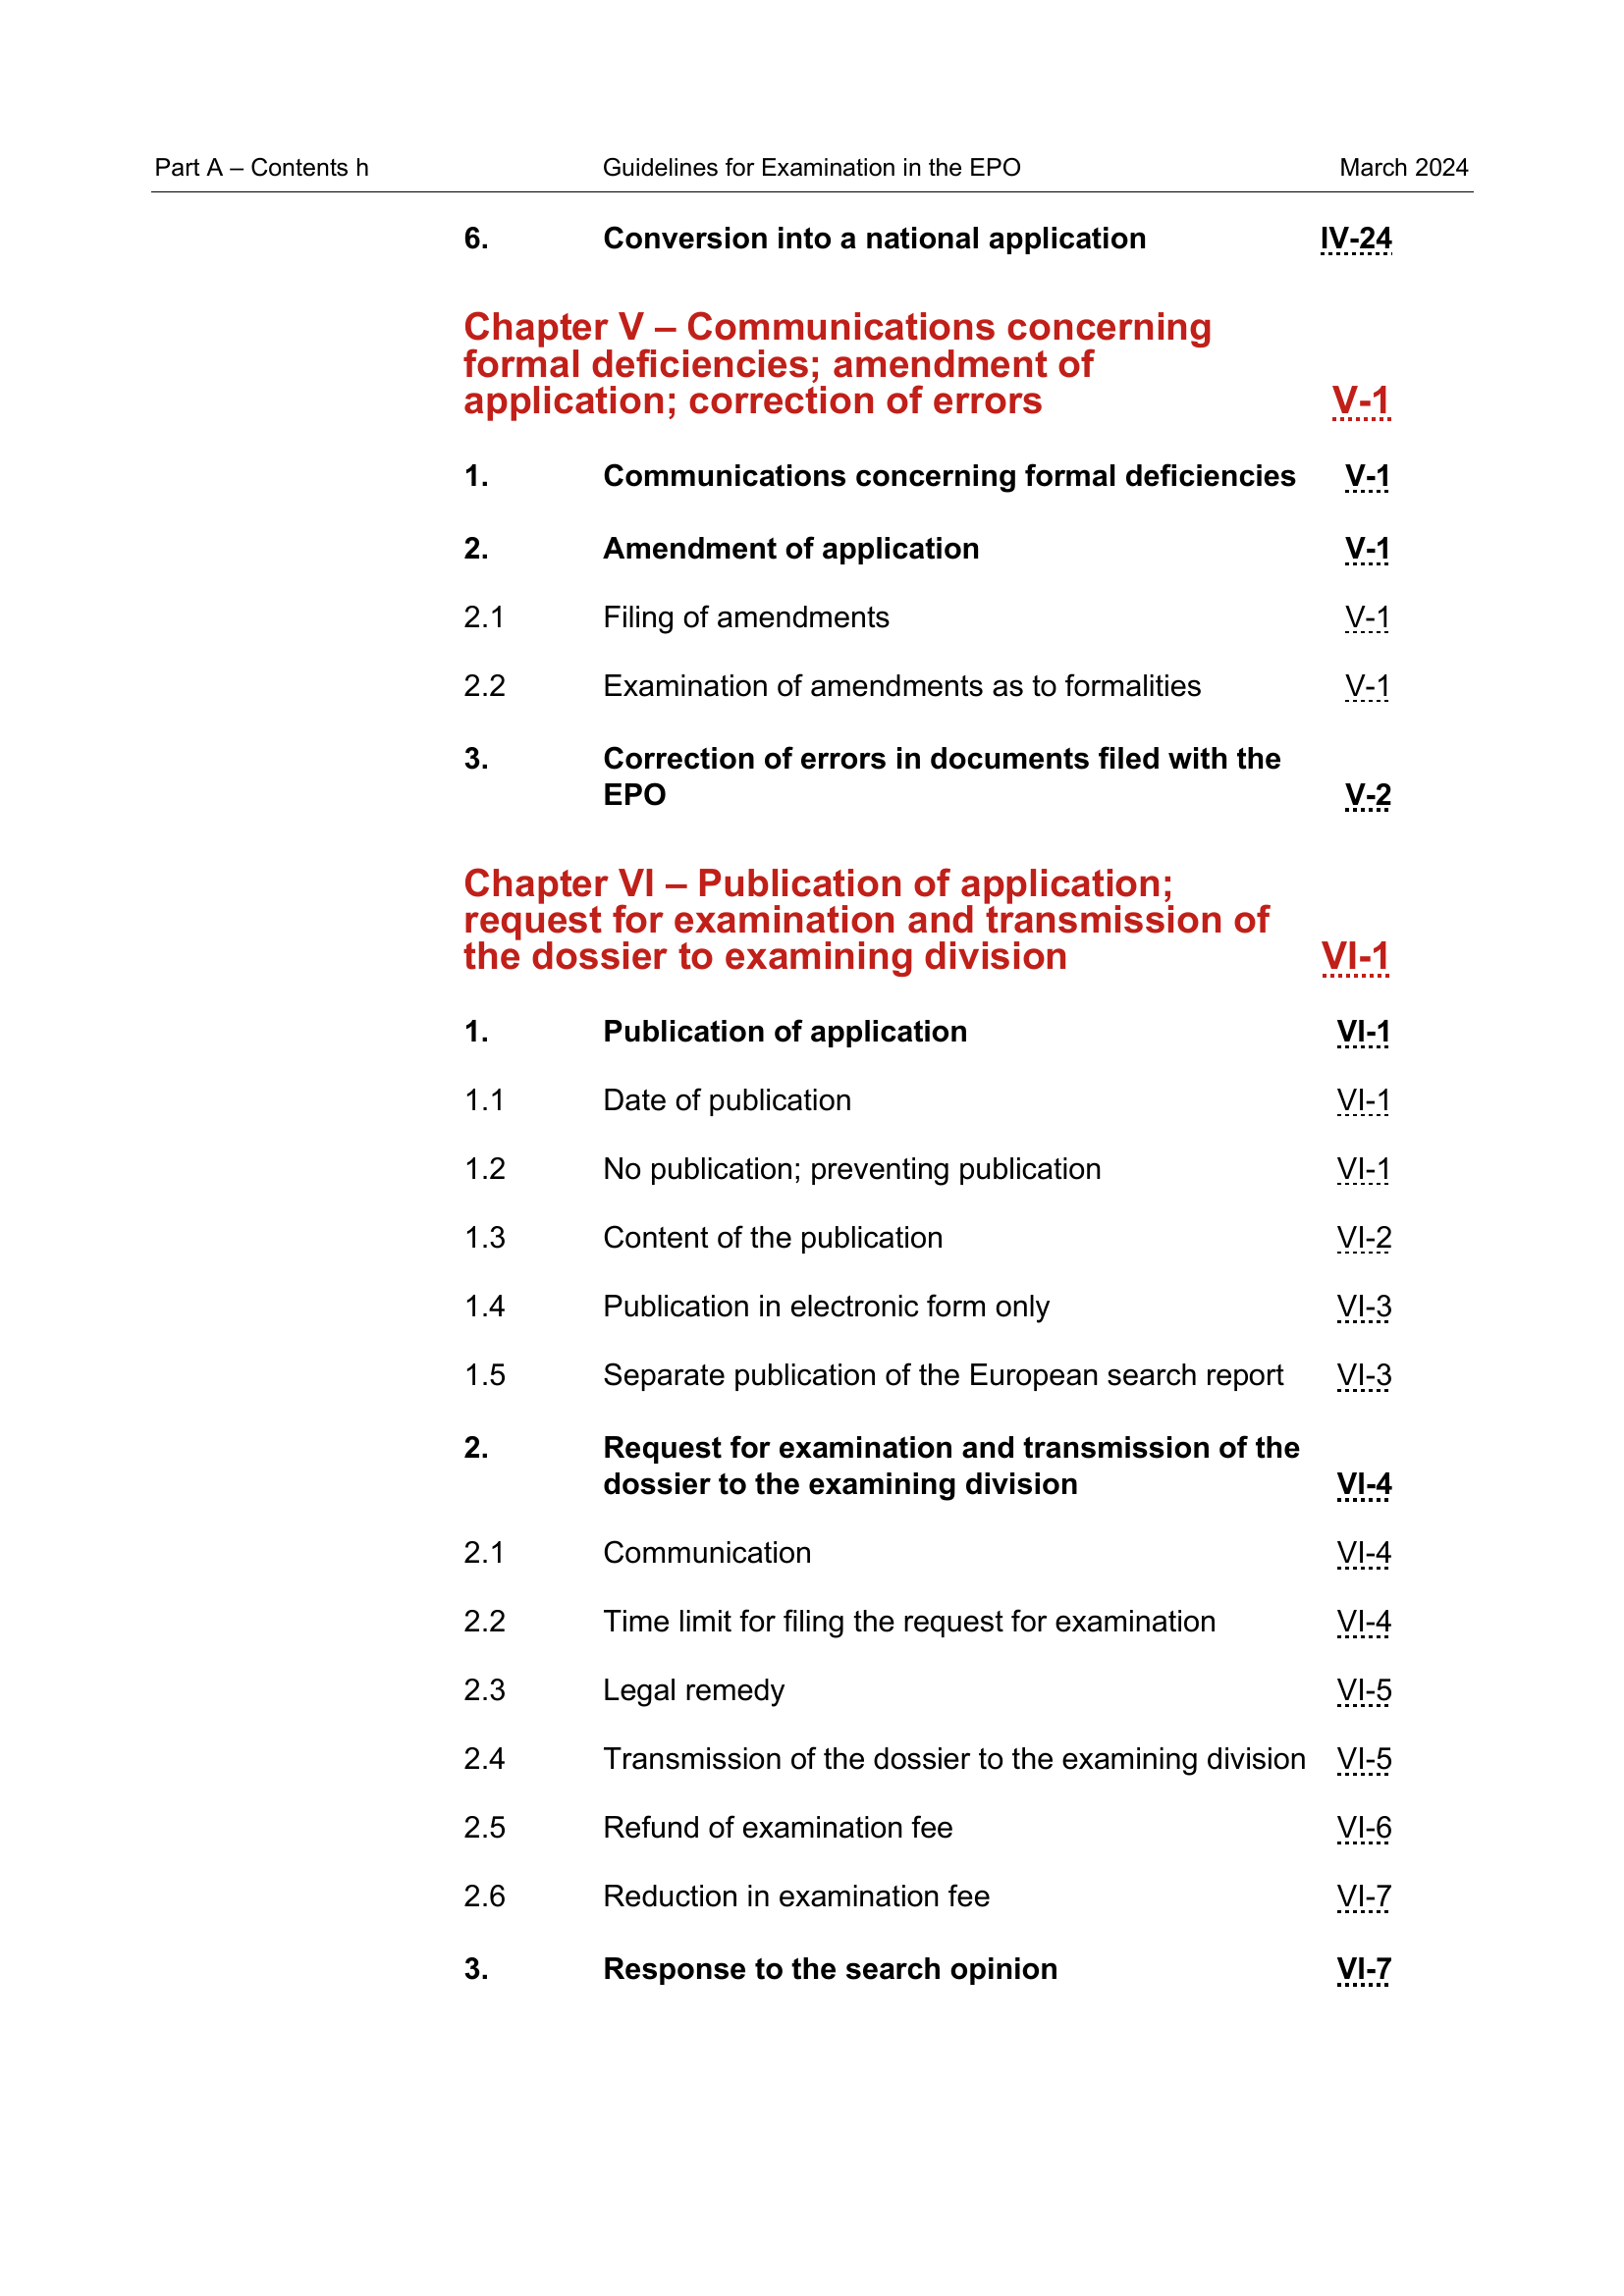 Part A – Contents h Guidelines for Examination in the EPO March 2024
6. Conversion into a national application IV-24
Chapter V – Communications concerning
formal deficiencies; amendment of
application; correction of errors V-1
1. Communications concerning formal deficiencies V-1
2. Amendment of application V-1
2.1 Filing of amendments V-1
2.2 Examination of amendments as to formalities V-1
3. Correction of errors in documents filed with the
EPO V-2
Chapter VI – Publication of application;
request for examination and transmission of
the dossier to examining division VI-1
1. Publication of application VI-1
1.1 Date of publication VI-1
1.2 No publication; preventing publication VI-1
1.3 Content of the publication VI-2
1.4 Publication in electronic form only VI-3
1.5 Separate publication of the European search report VI-3
2. Request for examination and transmission of the
dossier to the examining division VI-4
2.1 Communication VI-4
2.2 Time limit for filing the request for examination VI-4
2.3 Legal remedy VI-5
2.4 Transmission of the dossier to the examining division VI-5
2.5 Refund of examination fee VI-6
2.6 Reduction in examination fee VI-7
3. Response to the search opinion VI-7